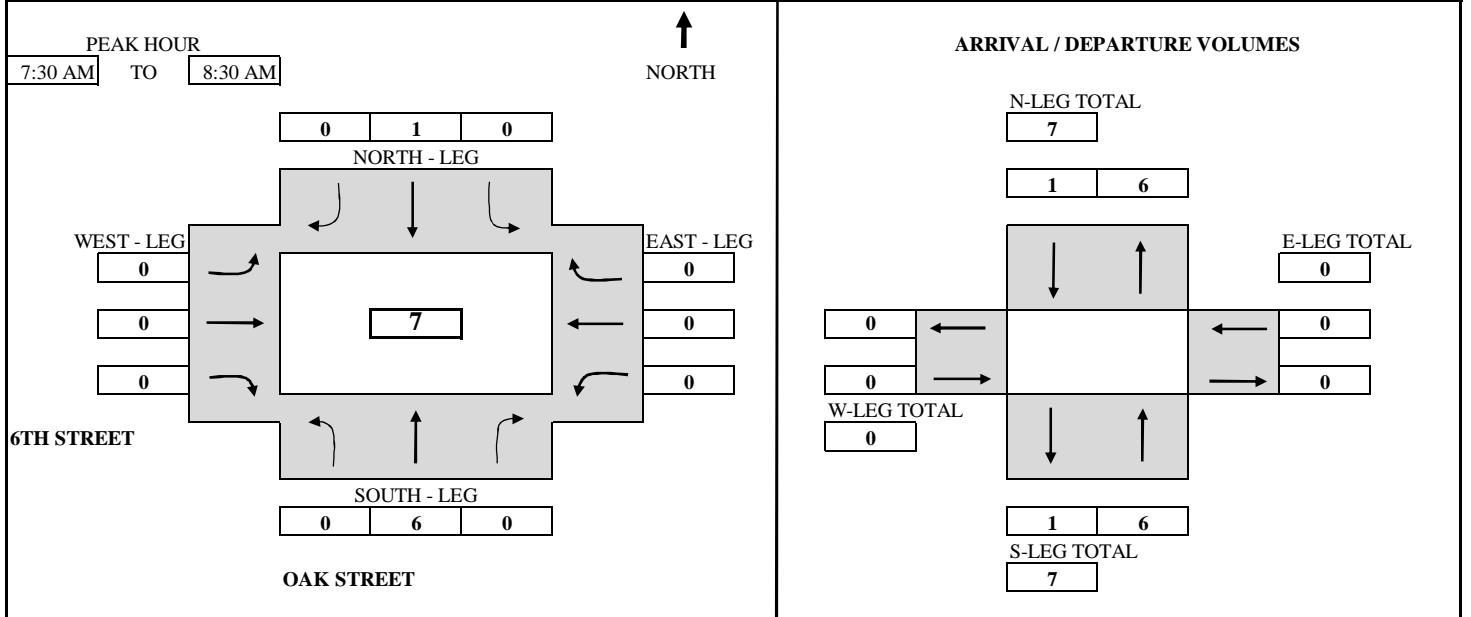 PEAK HOUR
7:30 AM TO 8:30 AM
NORTH
0 1 0
NORTH - LEG
WEST - LEG
EAST - LEG
0 0
0 7 0
0 0
6TH STREET
SOUTH - LEG
0 6 0
OAK STREET
ARRIVAL / DEPARTURE VOLUMES
N-LEG TOTAL
7
1 6
E-LEG TOTAL
0
0 0
0 0
W-LEG TOTAL
0
1 6
S-LEG TOTAL
7